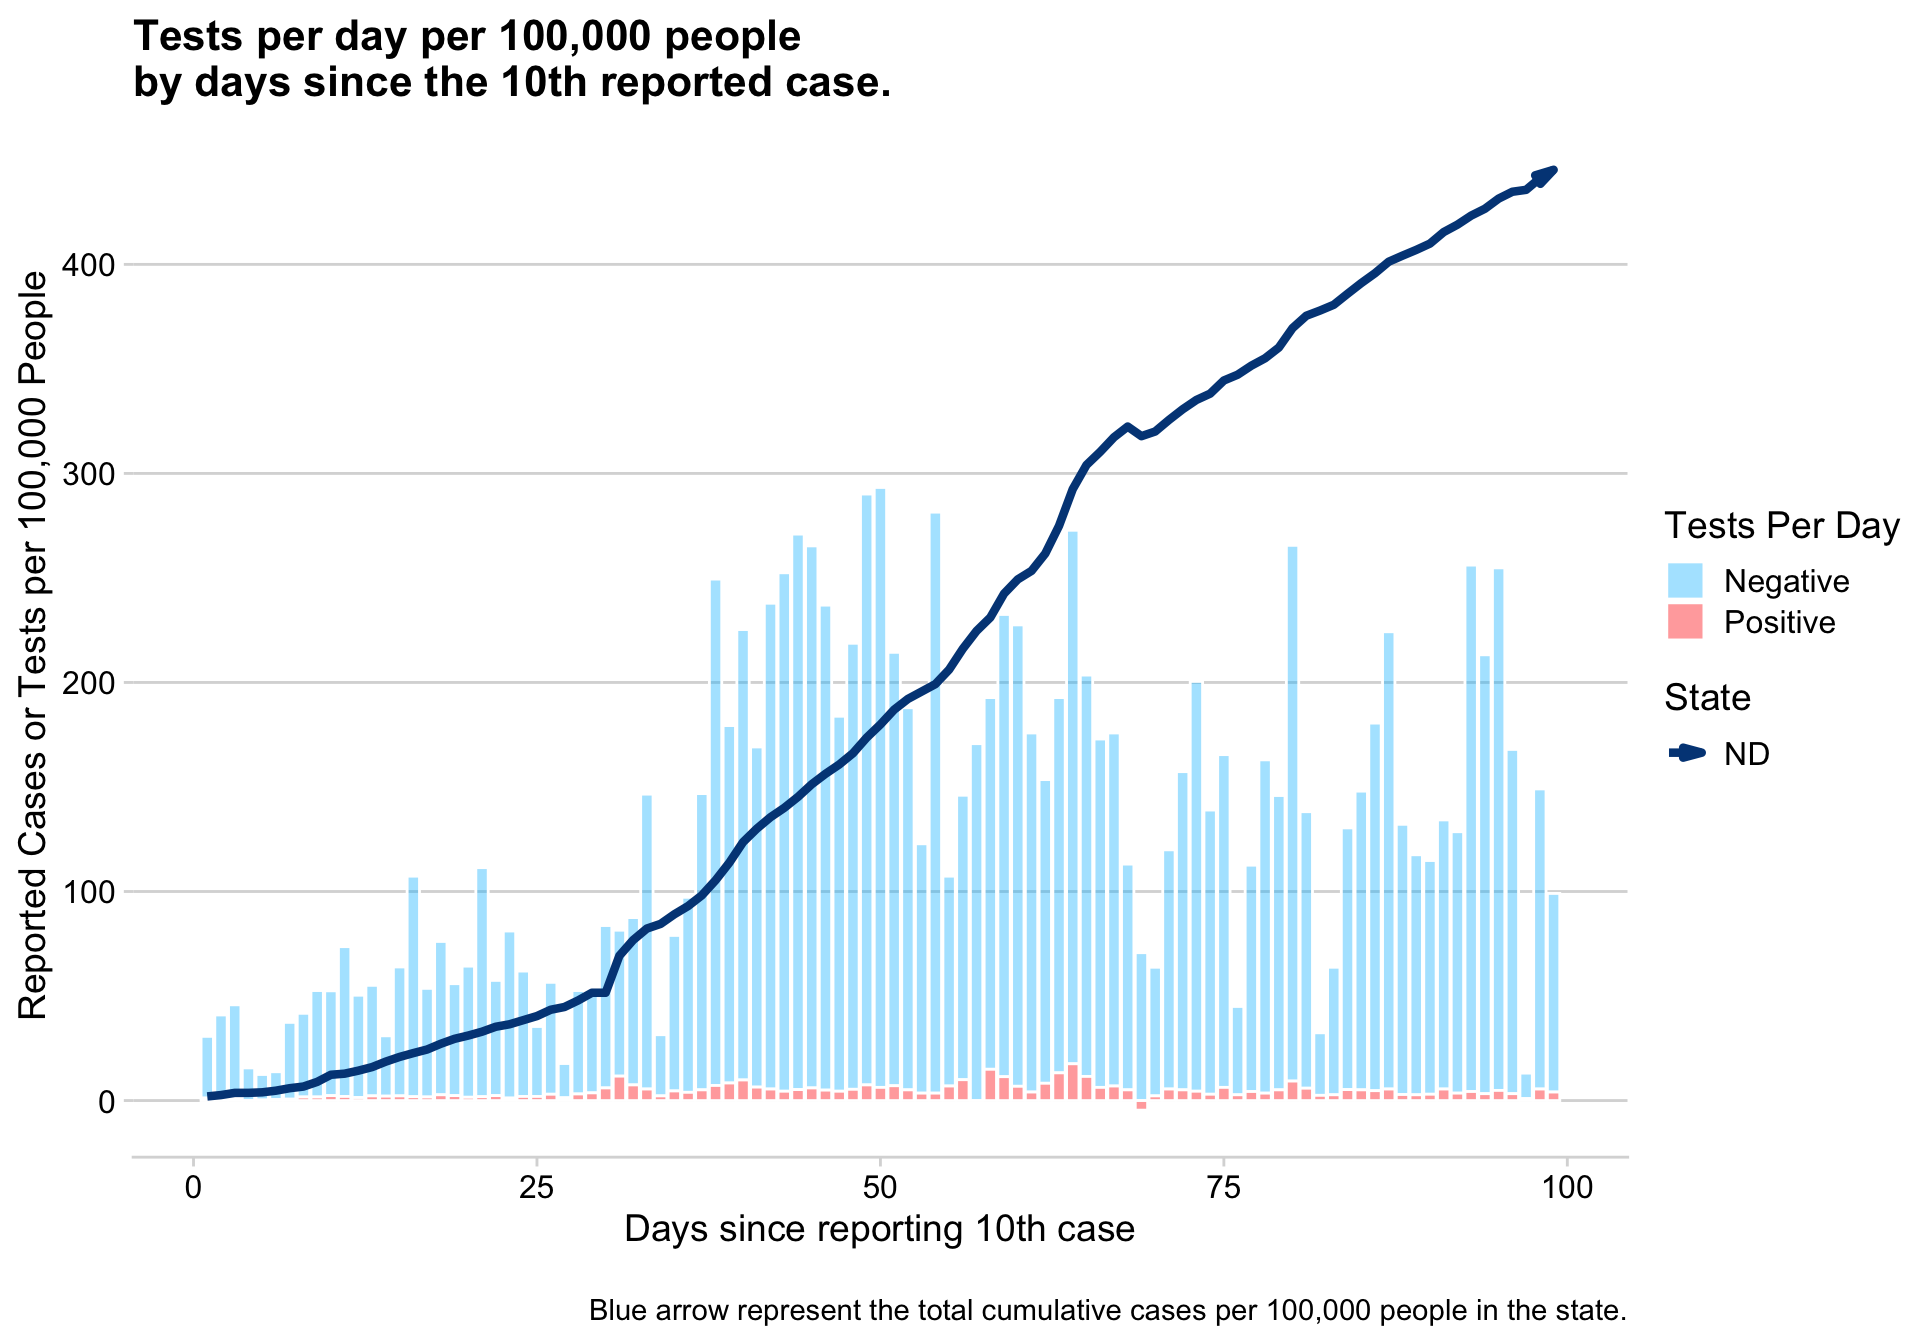 Tests per day per 100,000 people
by days since the 10th reported case.
Reported Cases or Tests per 100,000 People
400
300
200
100
0
0
25
50
75
100
Days since reporting 10th case
Tests Per Day
Negative
Positive
State
ND
Blue arrow represent the total cumulative cases per 100,000 people in the state.